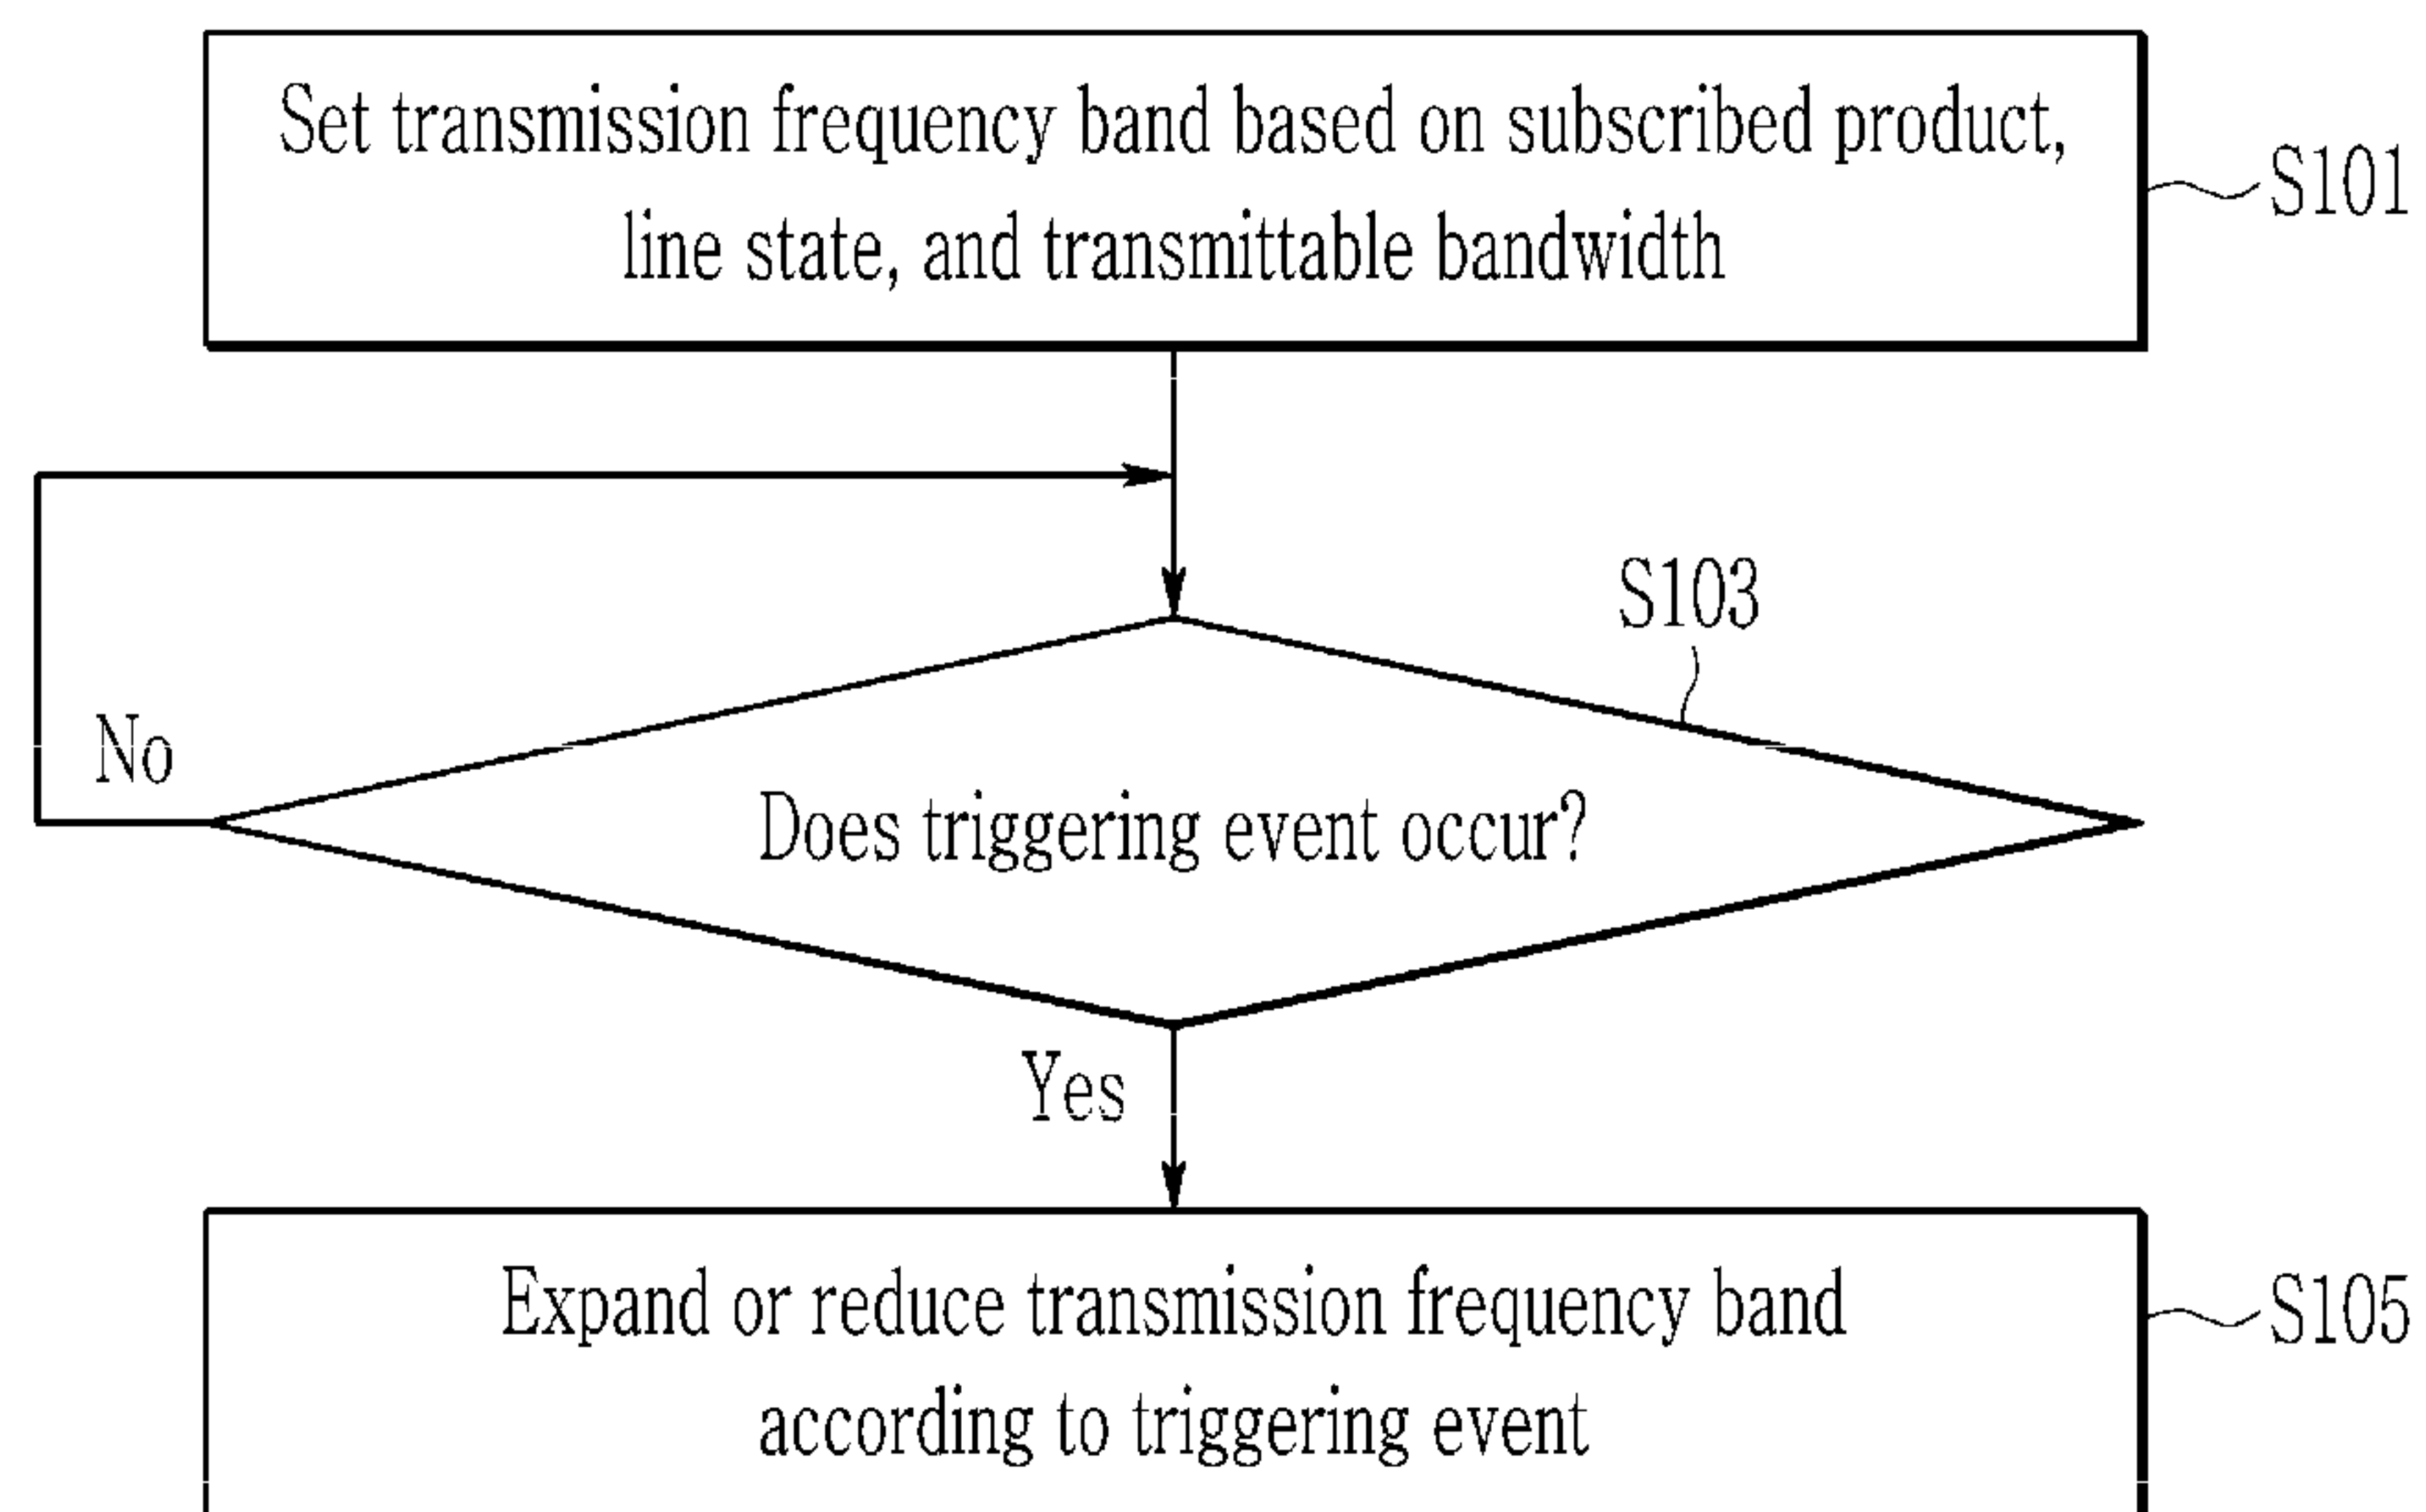 Set transmission frequency band based on subscribed product,
line state, and transmittable bandwidth
S101
S103
No
Does triggering event occur?
Yes
Expand or reduce transmission frequency band
according to triggering event
S105